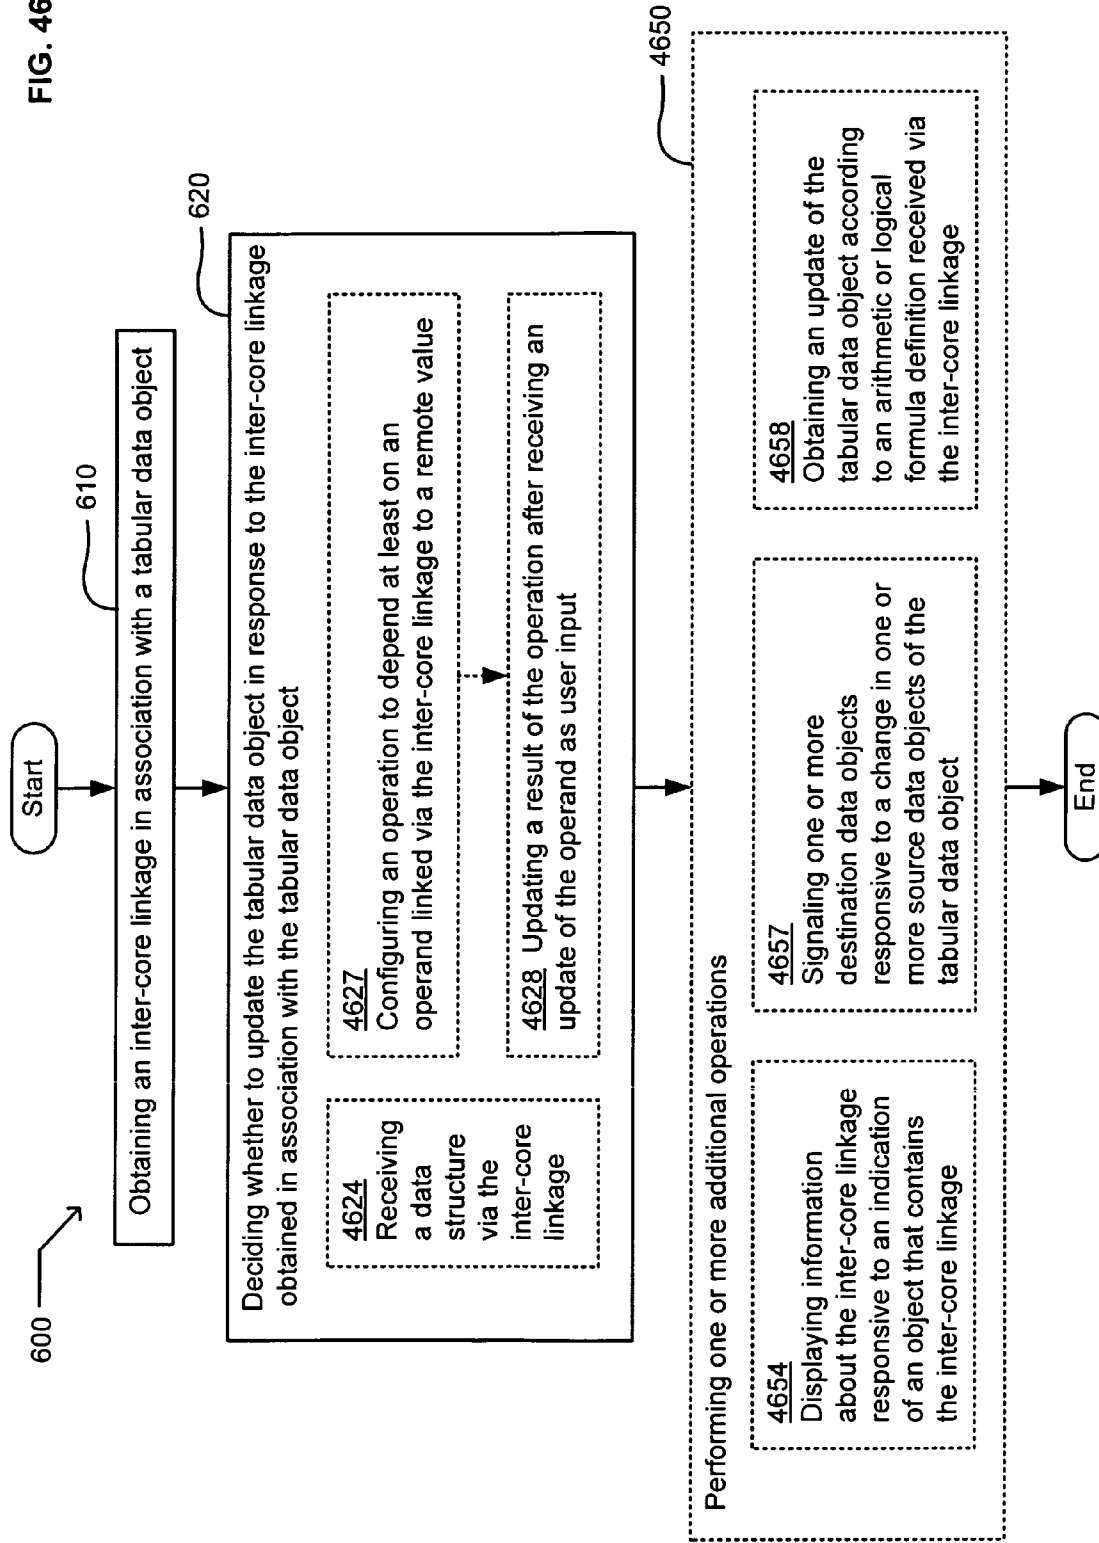 FIG. 46
600
Start
610
Obtaining an inter-core linkage in association with a tabular data object
620
Deciding whether to update the tabular data object in response to the inter-core linkage
obtained in association with the tabular data object
4624
Receiving
a data
structure
via the
inter-core
linkage
4627
Configuring an operation to depend at least on an
operand linked via the inter-core linkage to a remote value
4628 Updating a result of the operation after receiving an
update of the operand as user input
4650
Performing one or more additional operations
4654
Displaying information
about the inter-core linkage
responsive to an indication
of an object that contains
the inter-core linkage
4657
Signaling one or more
destination data objects
responsive to a change in one or
more source data objects of the
tabular data object
4658
Obtaining an update of the
tabular data object according
to an arithmetic or logical
formula definition received via
the inter-core linkage
End